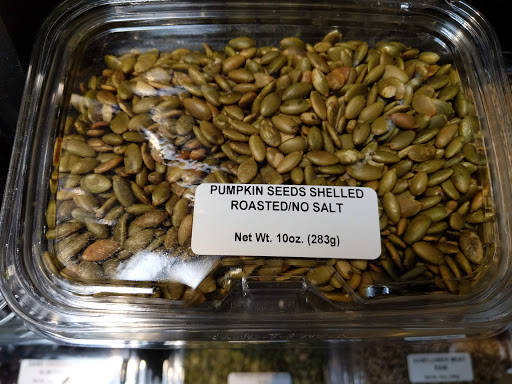 PUMPKIN SEEDS SHELLED
ROASTED/NO SALT
Net Wt. 10oz. (283g)